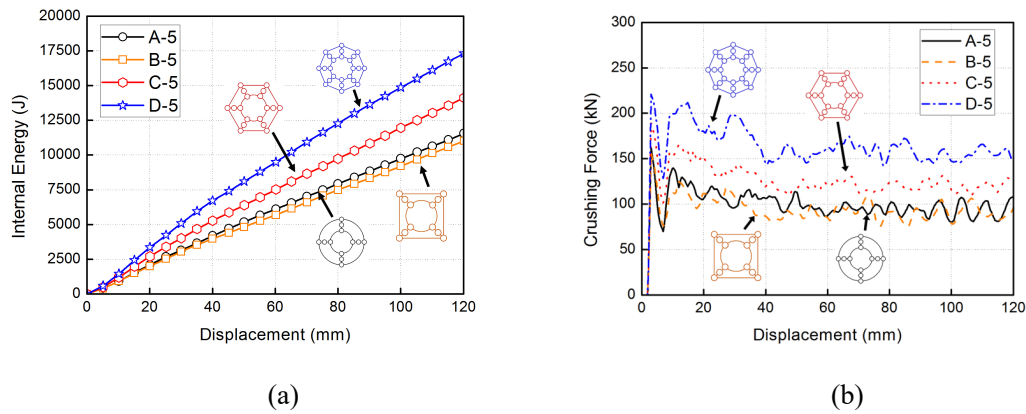 20000
17500
15000
12500
10000
7500
5000
2500
0
Internal Energy (J)
A-5
B-5
C-5
D-5
0 20 40 60 80 100 120
Displacement (mm)
(a)
300
250
200
150
100
50
0
Crushing Force (kN)
A-5
B-5
C-5
D-5
0 20 40 60 80 100 120
Displacement (mm)
(b)